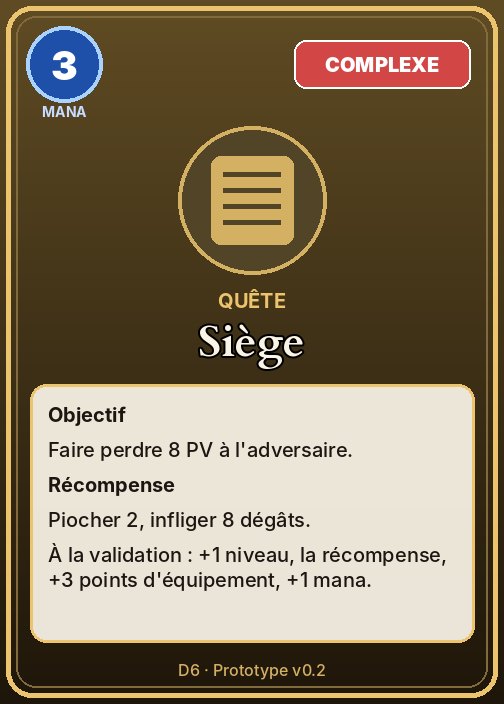 3
MANA
COMPLEXE
QUÊTE
Siège
Objectif
Faire perdre 8 PV à l'adversaire.
Récompense
Piocher 2, infliger 8 dégâts.
À la validation : +1 niveau, la récompense,
+3 points d'équipement, +1 mana.
D6 · Prototype v0.2